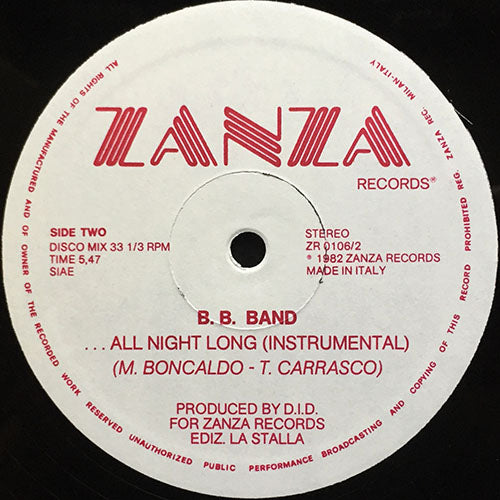 ZANZA
RECORDS®
SIDE TWO
DISCO MIX 33 1/3 RPM
TIME 5,47
SIAE
STEREO
ZR 0106/2
℗ 1982 ZANZA RECORDS
MADE IN ITALY
B. B. BAND
...ALL NIGHT LONG (INSTRUMENTAL)
(M. BONCALDO - T. CARRASCO)
PRODUCED BY D.I.D.
FOR ZANZA RECORDS
EDIZ. LA STALLA
ALL RIGHTS OF THE MANUFACTURED AND OF OWNER OF THE RECORDED WORK RESERVED UNAUTHORIZED PUBLIC PERFORMANCE BROADCASTING AND COPYING OF THIS RECORD PROHIBITED REG. ZANZA REC. MILAN-ITALY